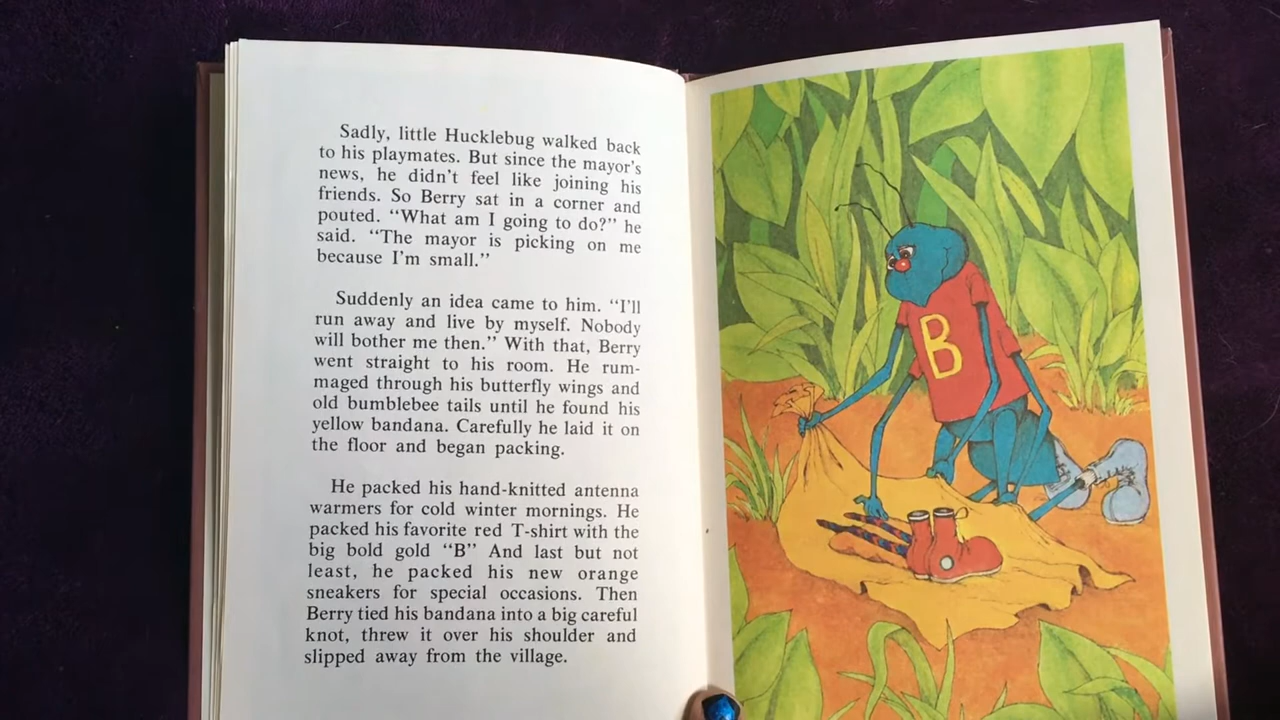 Sadly, little Hucklebug walked back
to his playmates. But since the mayor's
news, he didn't feel like joining his
friends. So Berry sat in a corner and
pouted. “What am I going to do?” he
said. “The mayor is picking on me
because I'm small.”
Suddenly an idea came to him. “I'll
run away and live by myself. Nobody
will bother me then.” With that, Berry
went straight to his room. He rum-
maged through his butterfly wings and
old bumblebee tails until he found his
yellow bandana. Carefully he laid it on
the floor and began packing.
He packed his hand-knitted antenna
warmers for cold winter mornings. He
packed his favorite red T-shirt with the
big bold gold “B” And last but not
least, he packed his new orange
sneakers for special occasions. Then
Berry tied his bandana into a big careful
knot, threw it over his shoulder and
slipped away from the village.
B